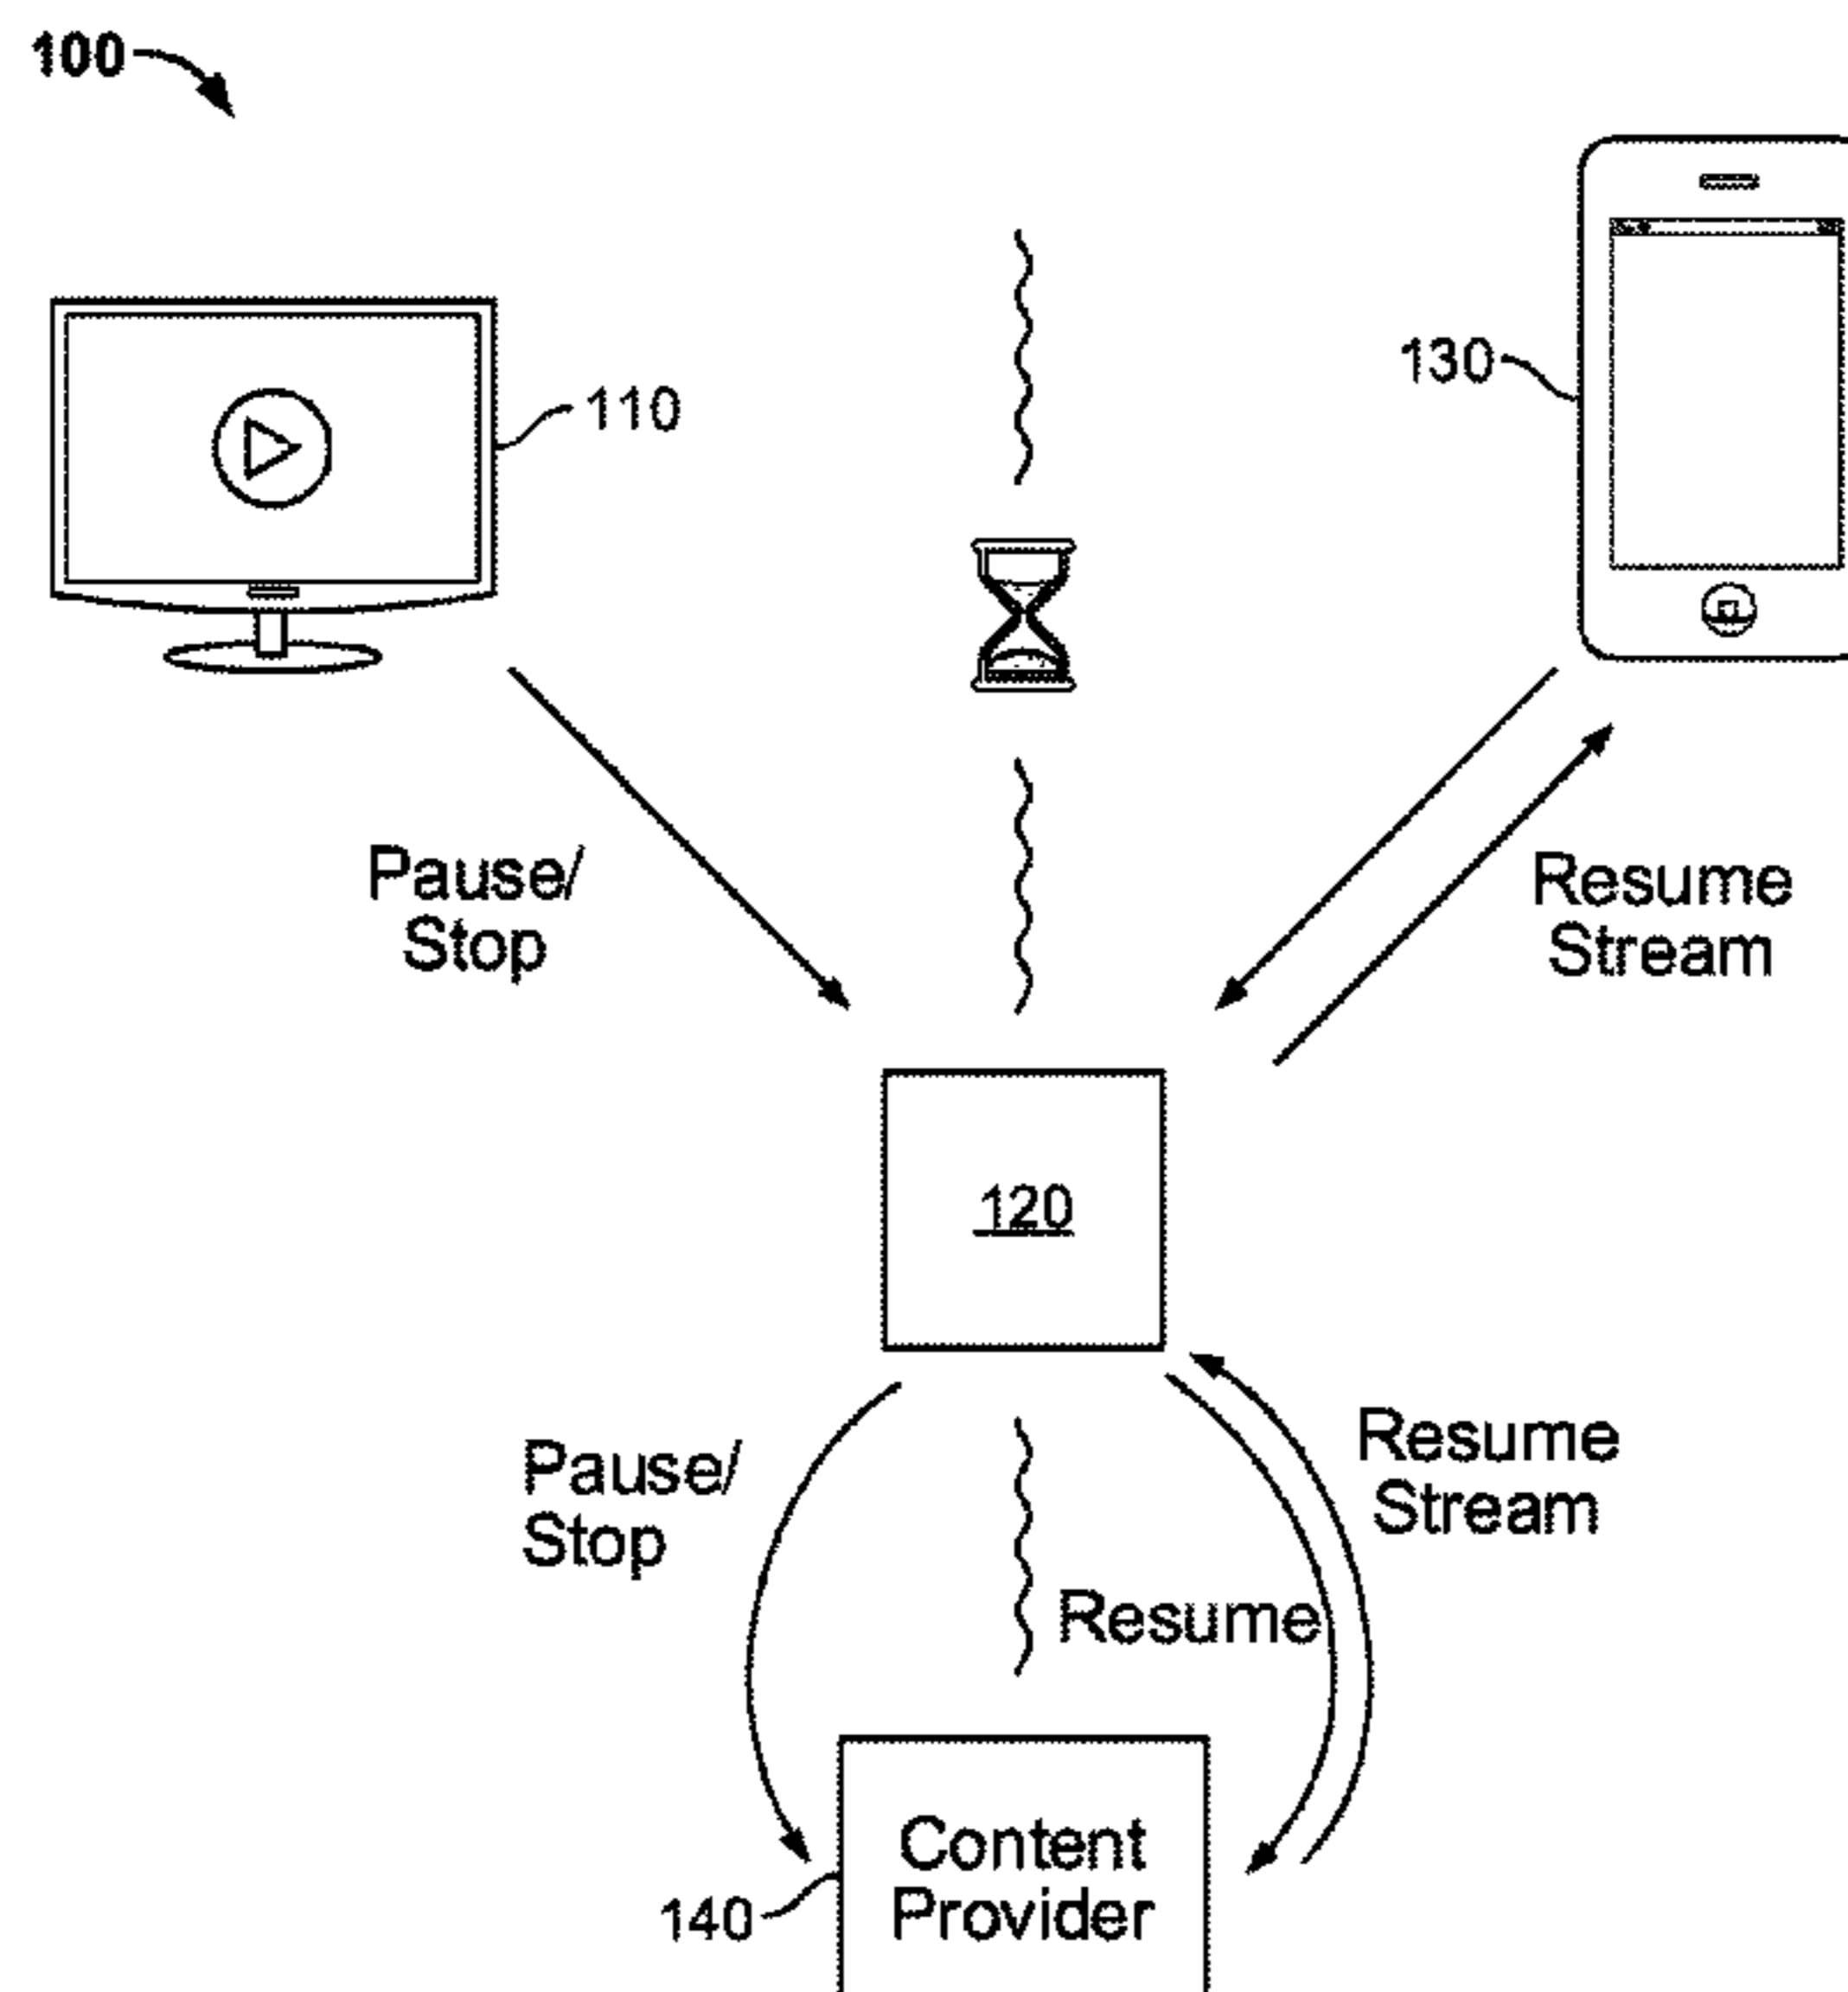 100
110
130
Pause/
Stop
Resume
Stream
120
Pause/
Stop
Resume
Stream
Resume
Content
Provider
140